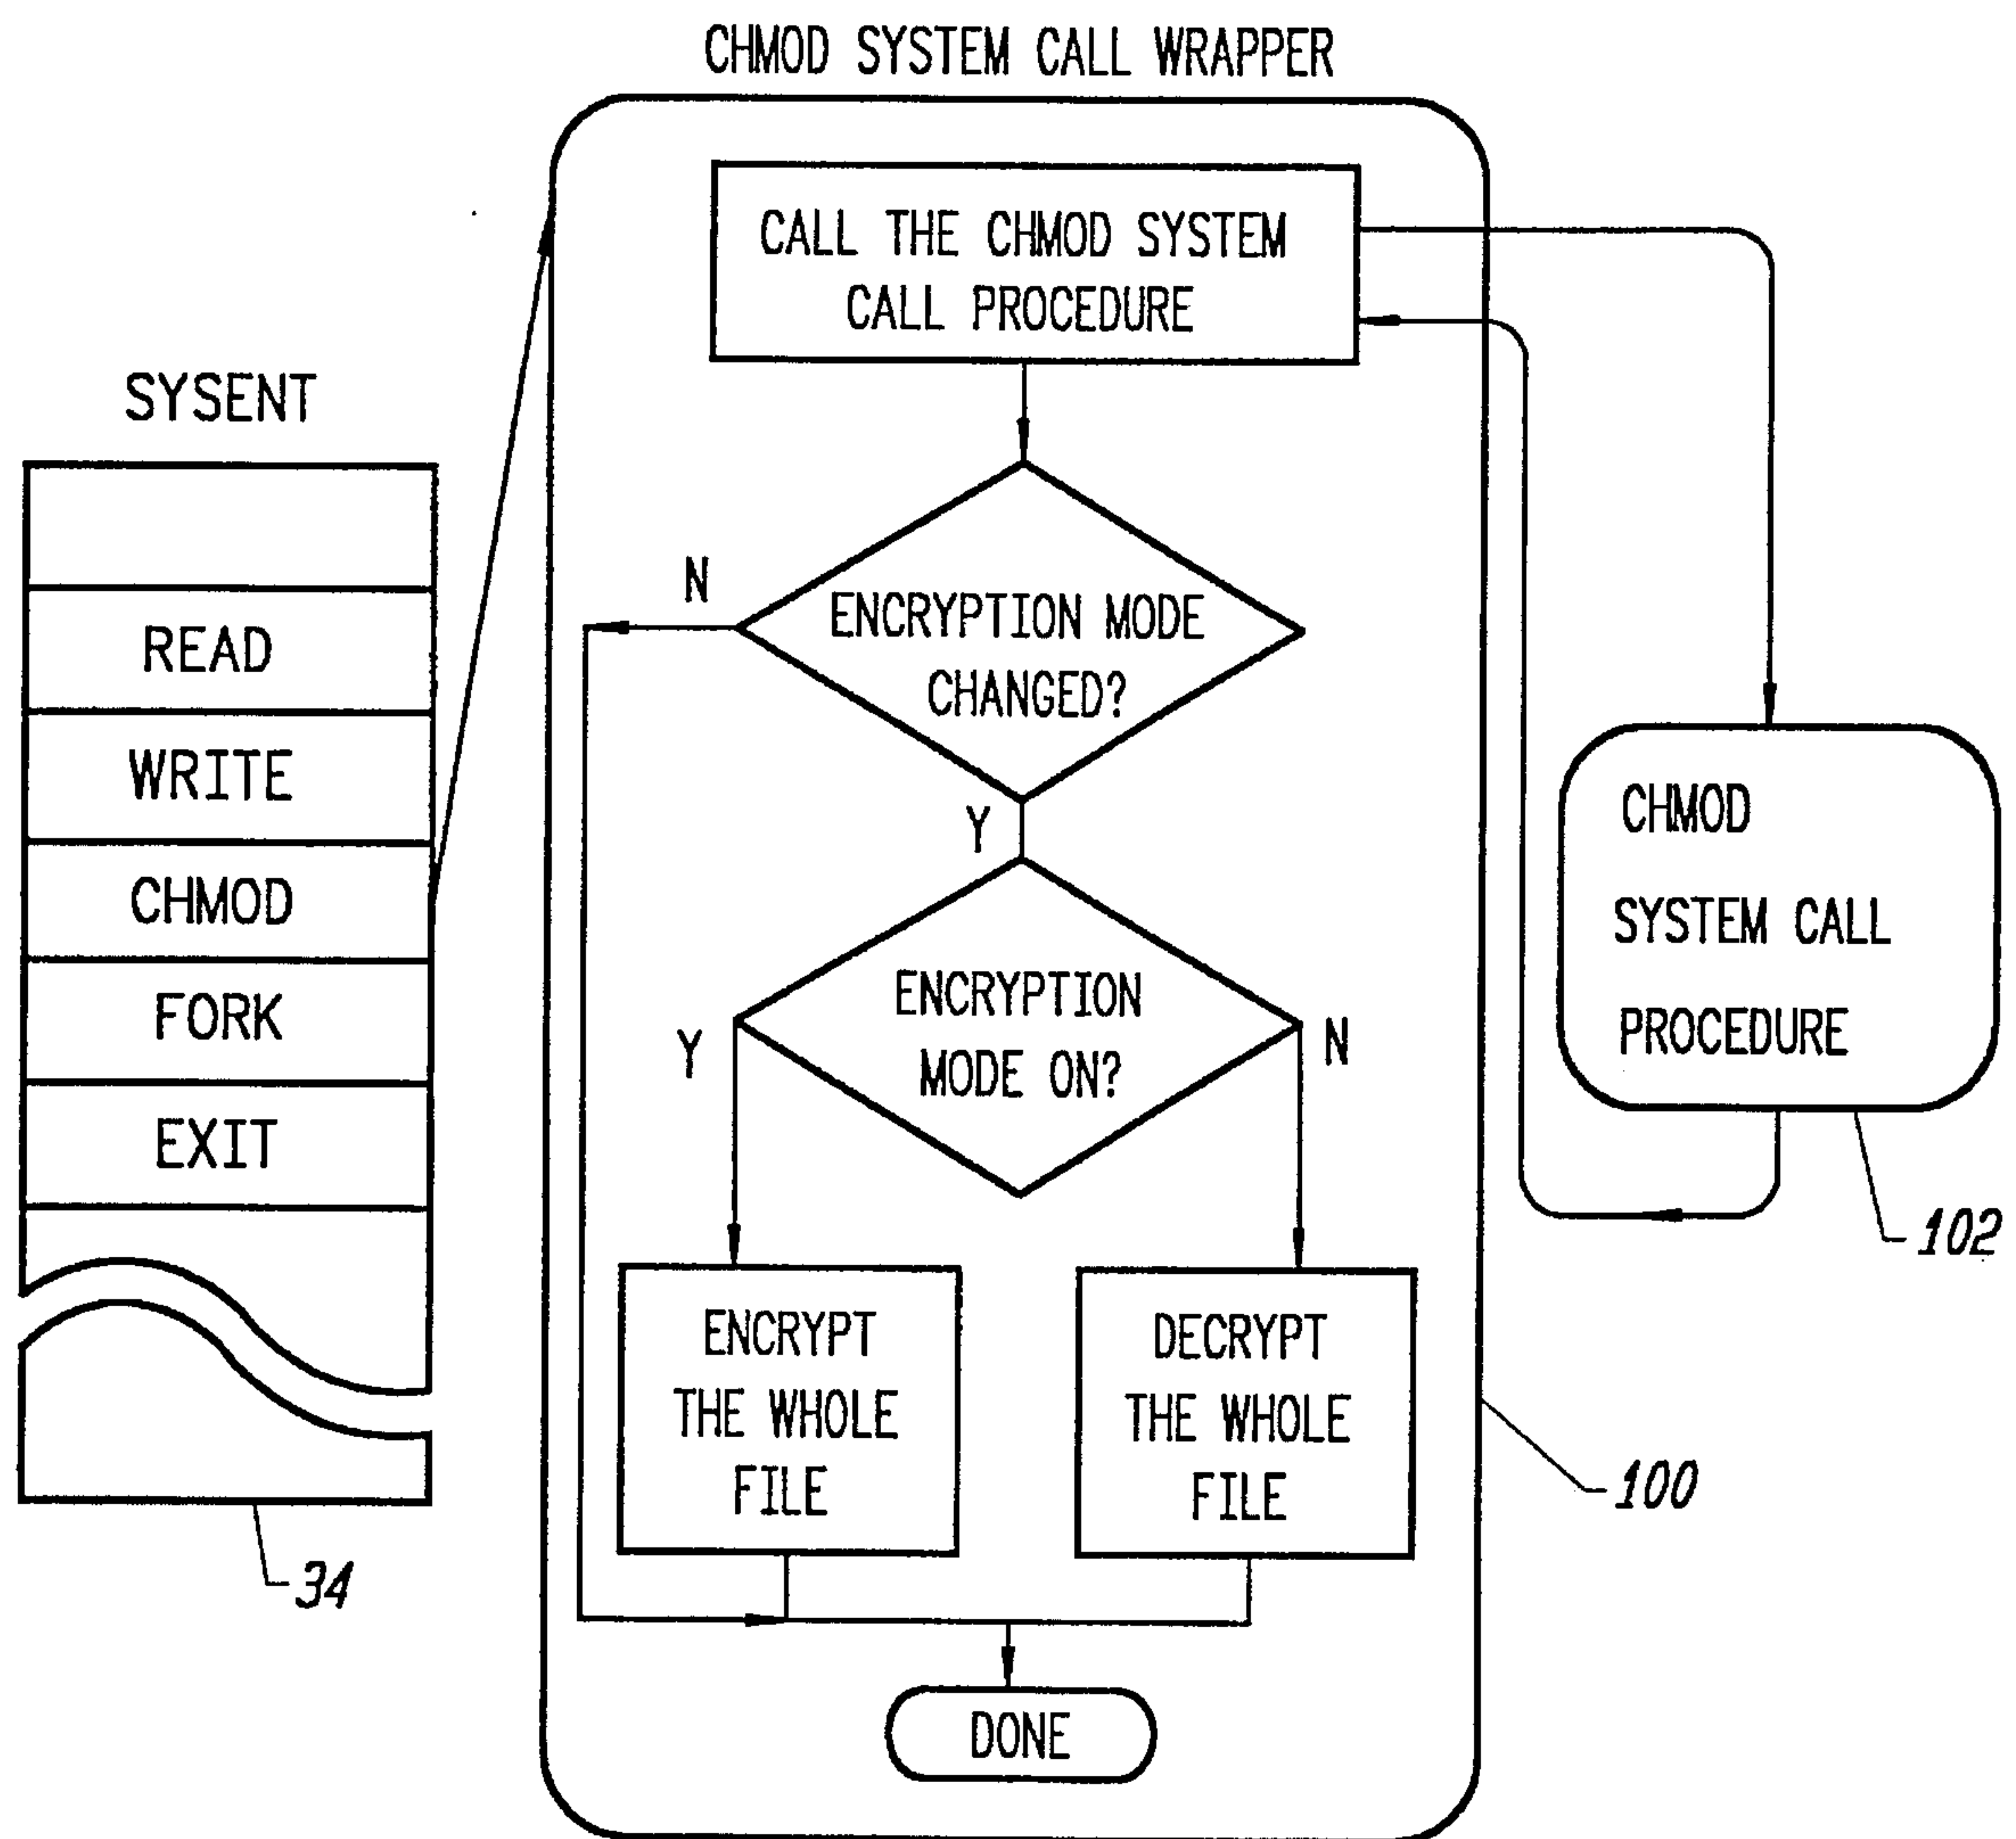 CHMOD SYSTEM CALL WRAPPER
CALL THE CHMOD SYSTEM
CALL PROCEDURE
SYSENT
READ
WRITE
CHMOD
FORK
EXIT
34
N
ENCRYPTION MODE
CHANGED?
Y
ENCRYPTION
MODE ON?
Y
N
ENCRYPT
THE WHOLE
FILE
DECRYPT
THE WHOLE
FILE
DONE
100
CHMOD
SYSTEM CALL
PROCEDURE
102